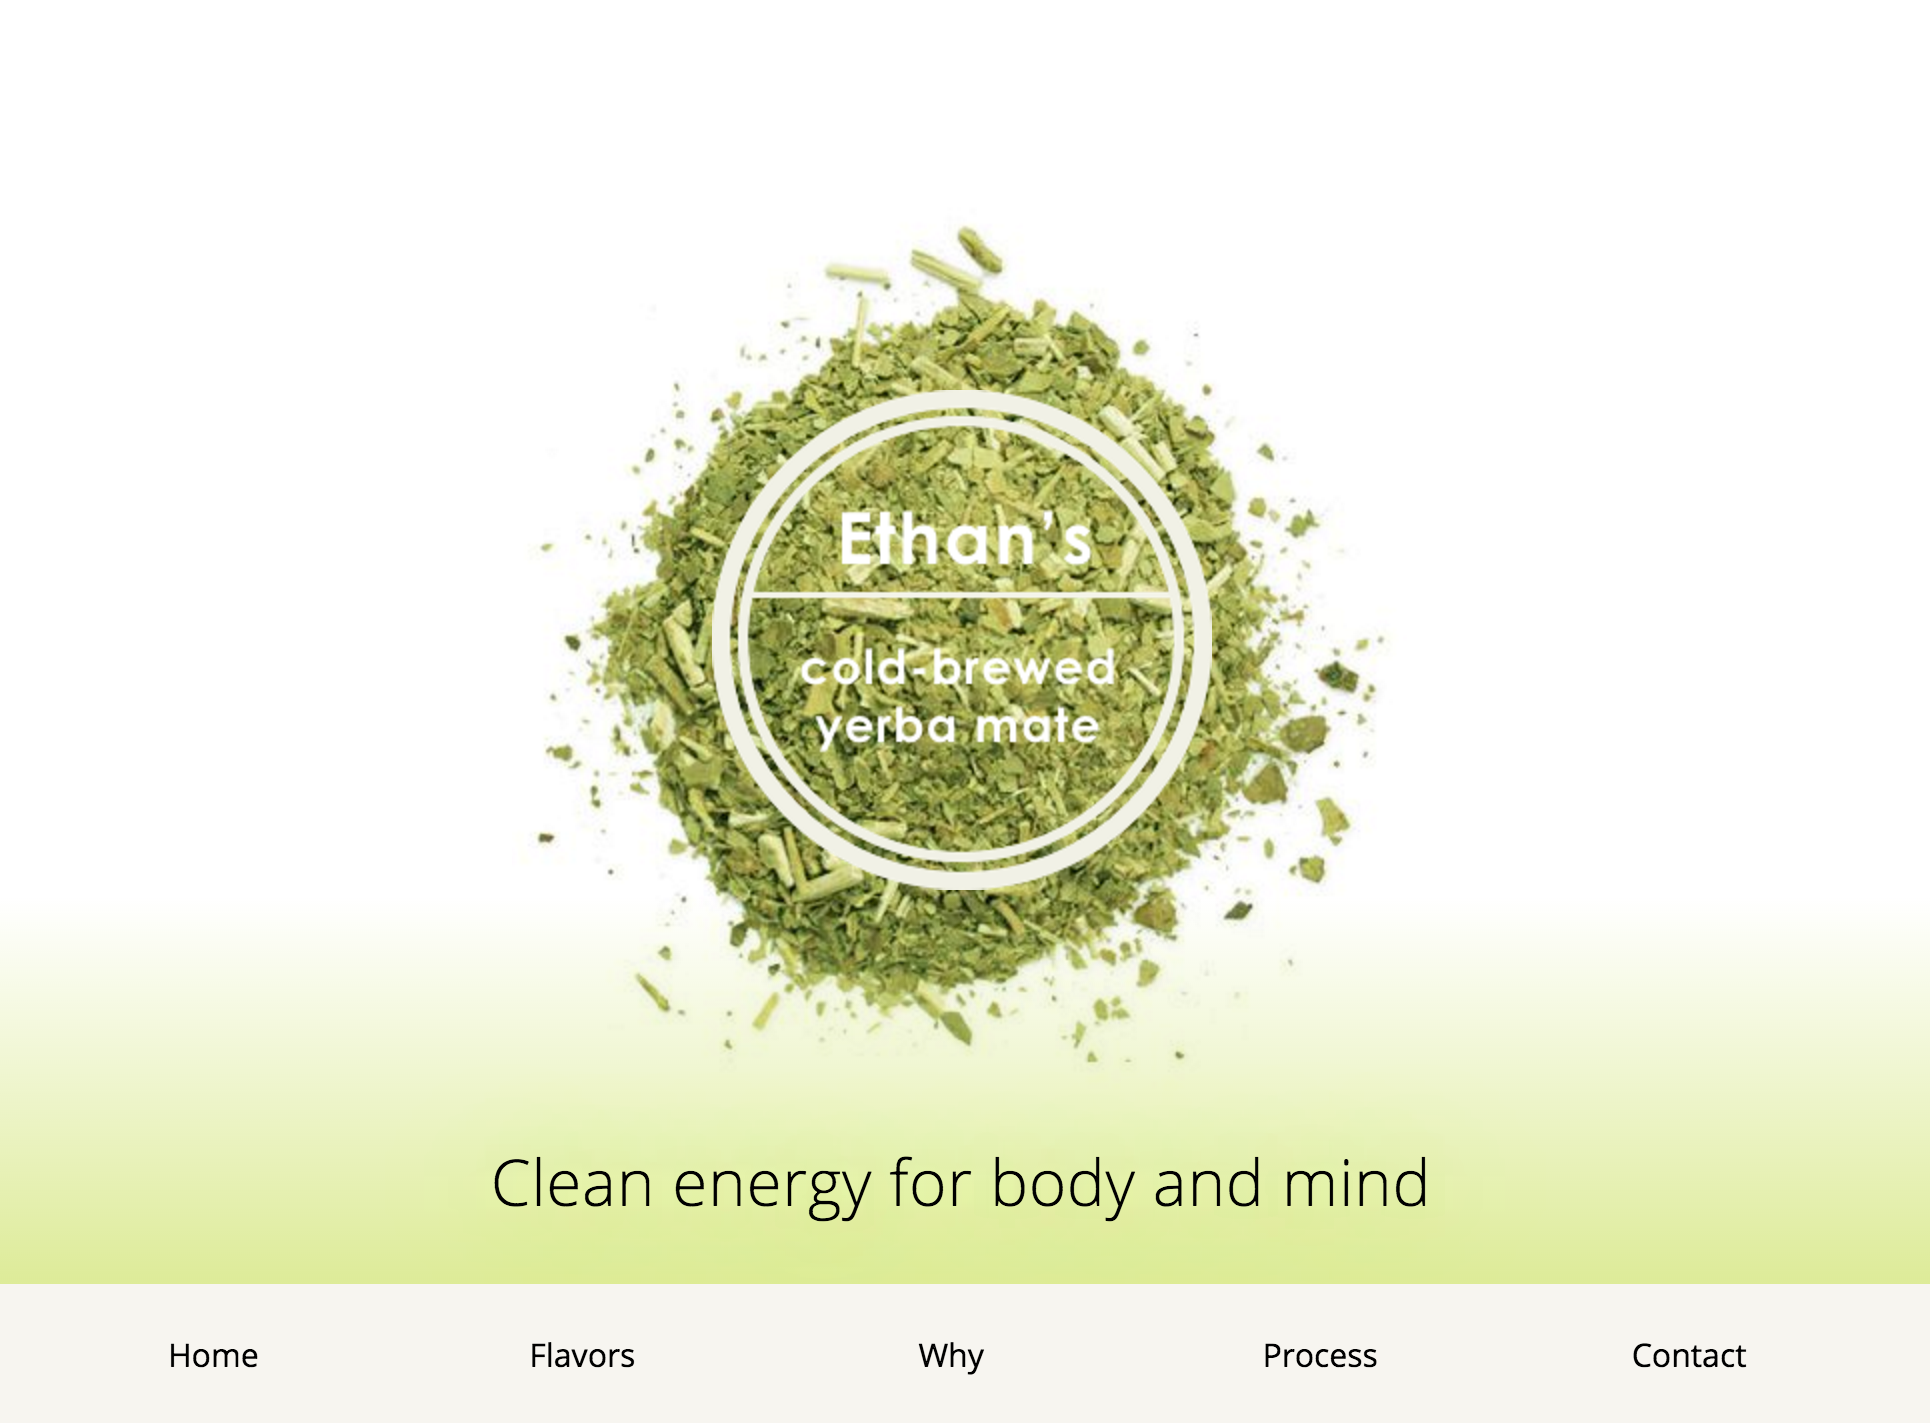 Ethan's
cold-brewed
yerba mate
Clean energy for body and mind
Home
Flavors
Why
Process
Contact